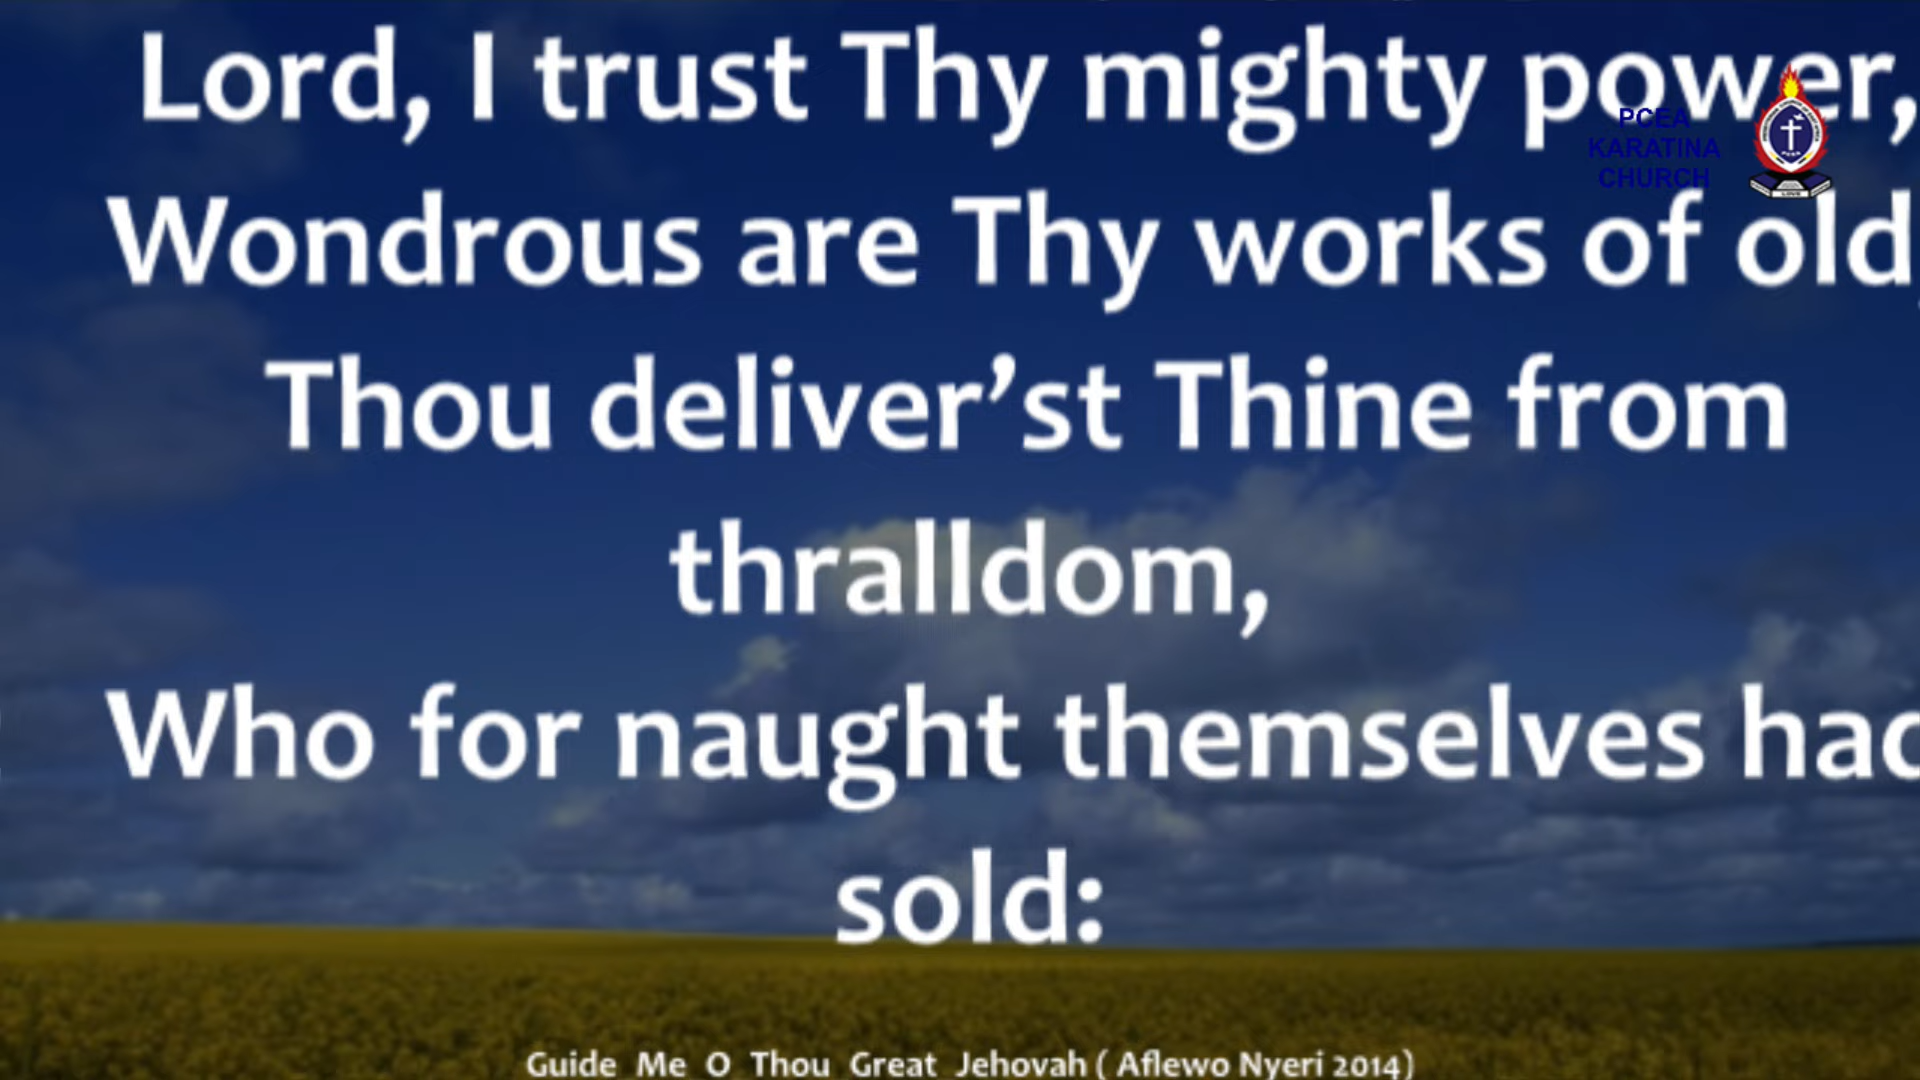 Lord, I trust Thy mighty power,
PCEA
KARATINA
CHURCH
Wondrous are Thy works of old,
Thou deliver’st Thine from
thralldom,
Who for naught themselves had
sold:
Guide Me O Thou Great Jehovah ( Aflewo Nyeri 2014)